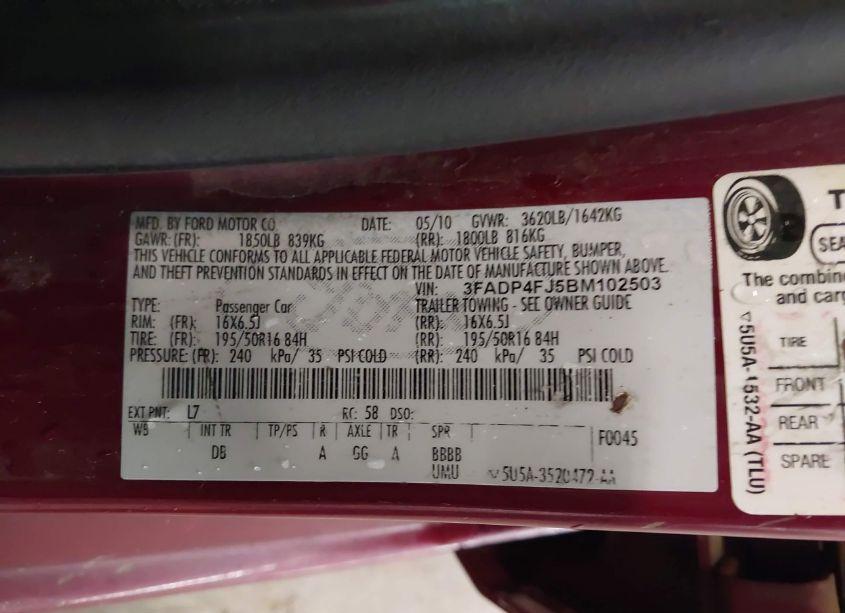 MFD. BY FORD MOTOR CO. DATE: 05/10 GVWR: 3620LB/1642KG
GAWR: (FR): 1850LB 839KG (RR): 1800LB 816KG
THIS VEHICLE CONFORMS TO ALL APPLICABLE FEDERAL MOTOR VEHICLE SAFETY, BUMPER,
AND THEFT PREVENTION STANDARDS IN EFFECT ON THE DATE OF MANUFACTURE SHOWN ABOVE.
VIN: 3FADP4FJ5BM102503
TYPE: Passenger Car TRAILER TOWING - SEE OWNER GUIDE
RIM: (FR): 16X6.5J (RR): 16X6.5J
TIRE: (FR): 195/50R16 84H (RR): 195/50R16 84H
PRESSURE: (FR): 240 kPa/ 35 PSI COLD (RR): 240 kPa/ 35 PSI COLD
EXT PNT: L7 RC: 58 DSO:
WB INT TR TP/PS R AXLE TR SPR F0045
DB A GG A BBBB
UMU 5U5A-3520472-AA
T
SEA
The combin
and carg
TIRE
FRONT
REAR
SPARE
5U5A-1532-AA (TLU)